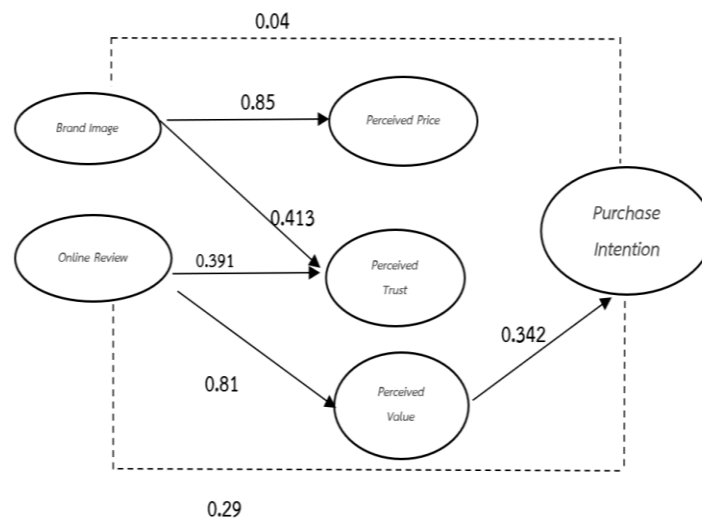 0.04
0.85
Brand Image
Perceived Price
0.413
Purchase
Intention
Online Review
0.391
Perceived
Trust
0.342
0.81
Perceived
Value
0.29